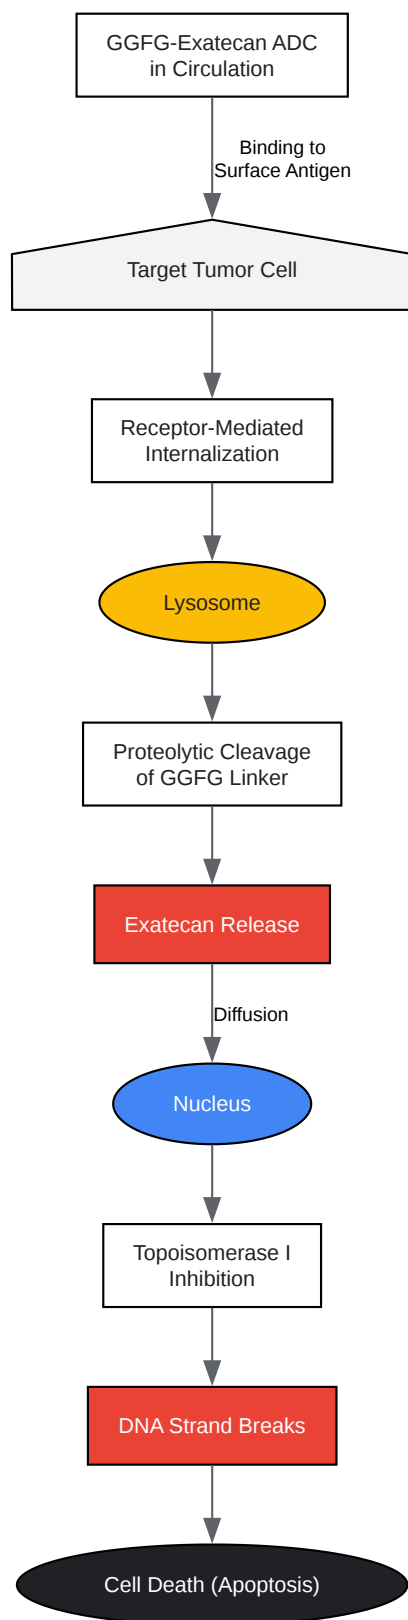 GGFG-Exatecan ADC
in Circulation
Binding to
Surface Antigen
Target Tumor Cell
Receptor-Mediated
Internalization
Lysosome
Proteolytic Cleavage
of GGFG Linker
Exatecan Release
Diffusion
Nucleus
Topoisomerase I
Inhibition
DNA Strand Breaks
Cell Death (Apoptosis)